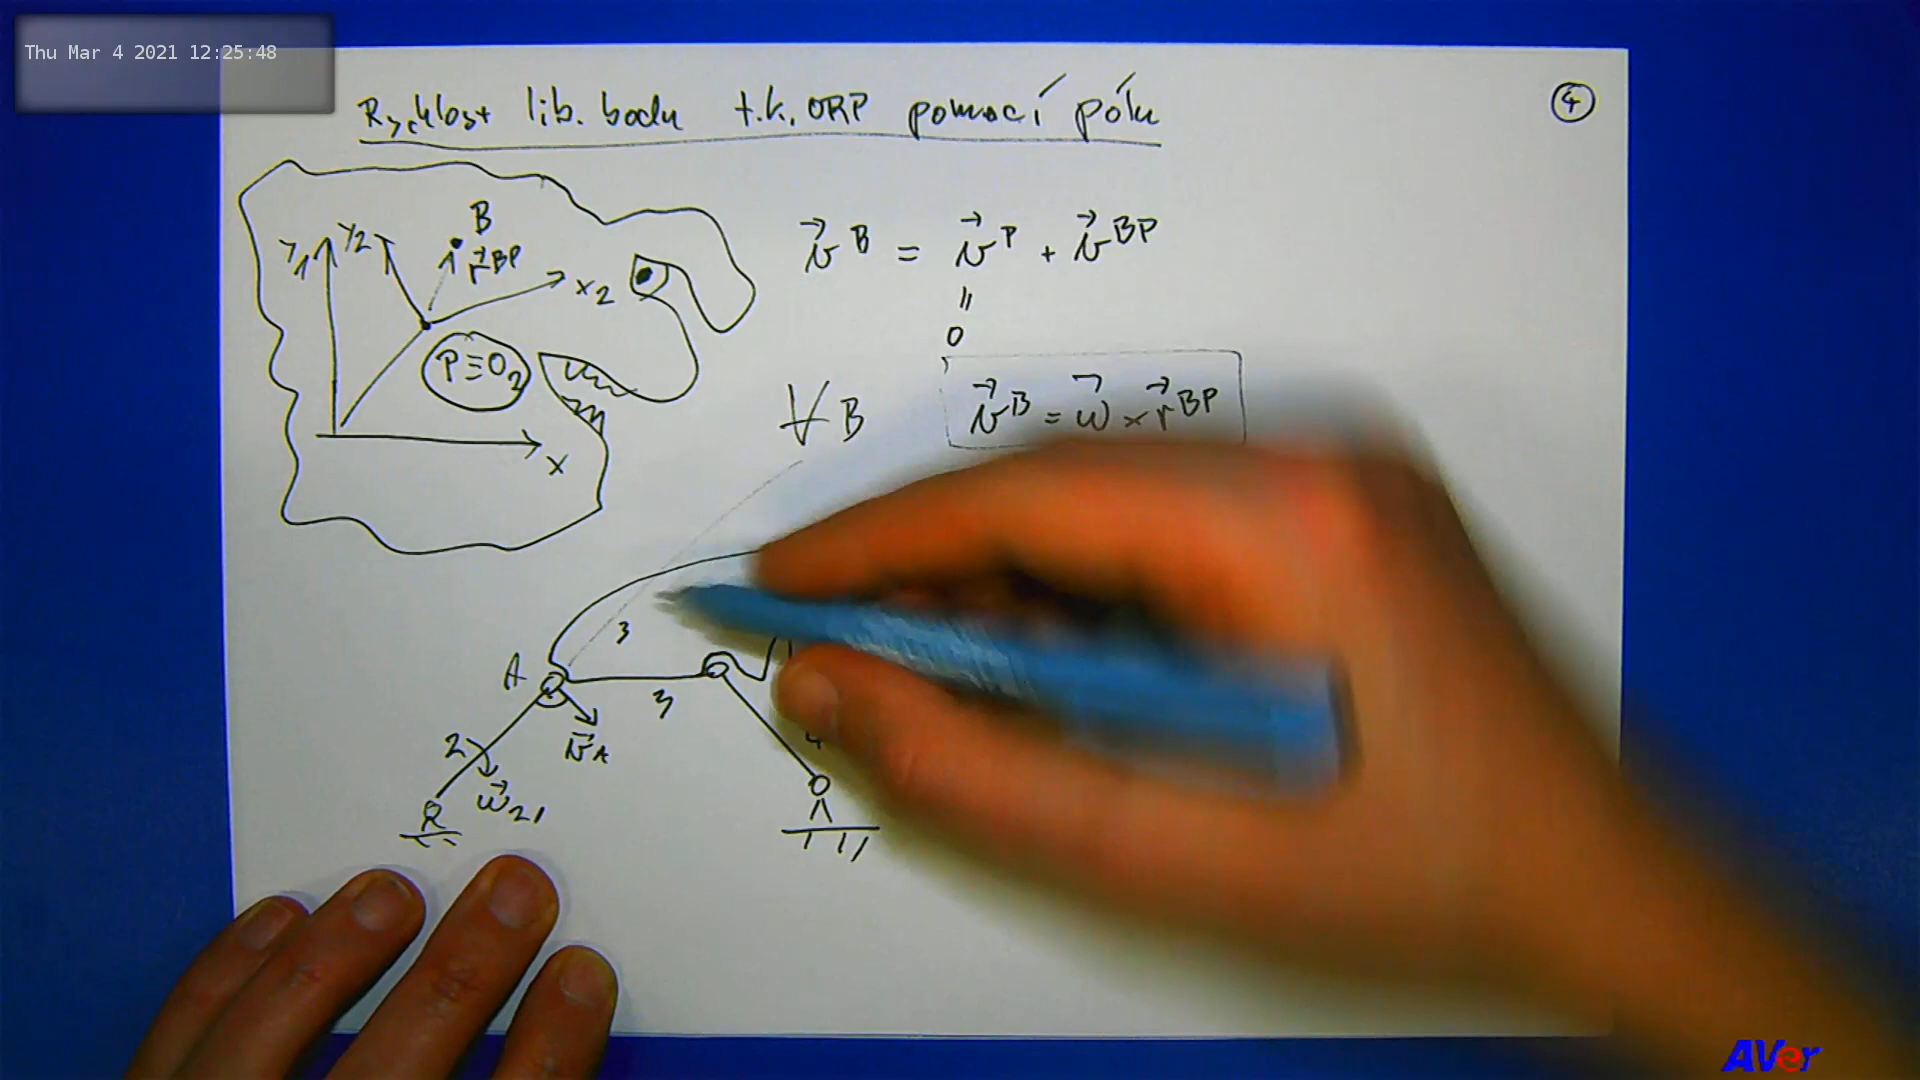 Thu Mar 4 2021 12:25:48
Rychlost lib. bodu t.k. ORP pomocí pólu
4
y1 y2 B
r⃗ BP
x2
P≡O2
x
v⃗ B = v⃗ P + v⃗ BP
=
0
∀B v⃗ B = ω⃗ × r⃗ BP
3
A
3
v⃗ A
2
ω⃗ 21
4
AVer